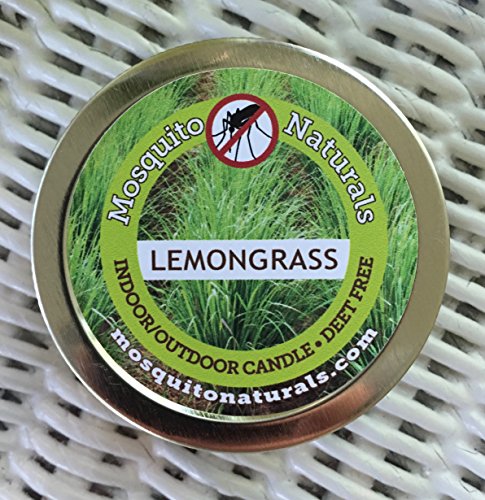 Mosquito Naturals
LEMONGRASS
INDOOR/OUTDOOR CANDLE • DEET FREE
mosquitonaturals.com